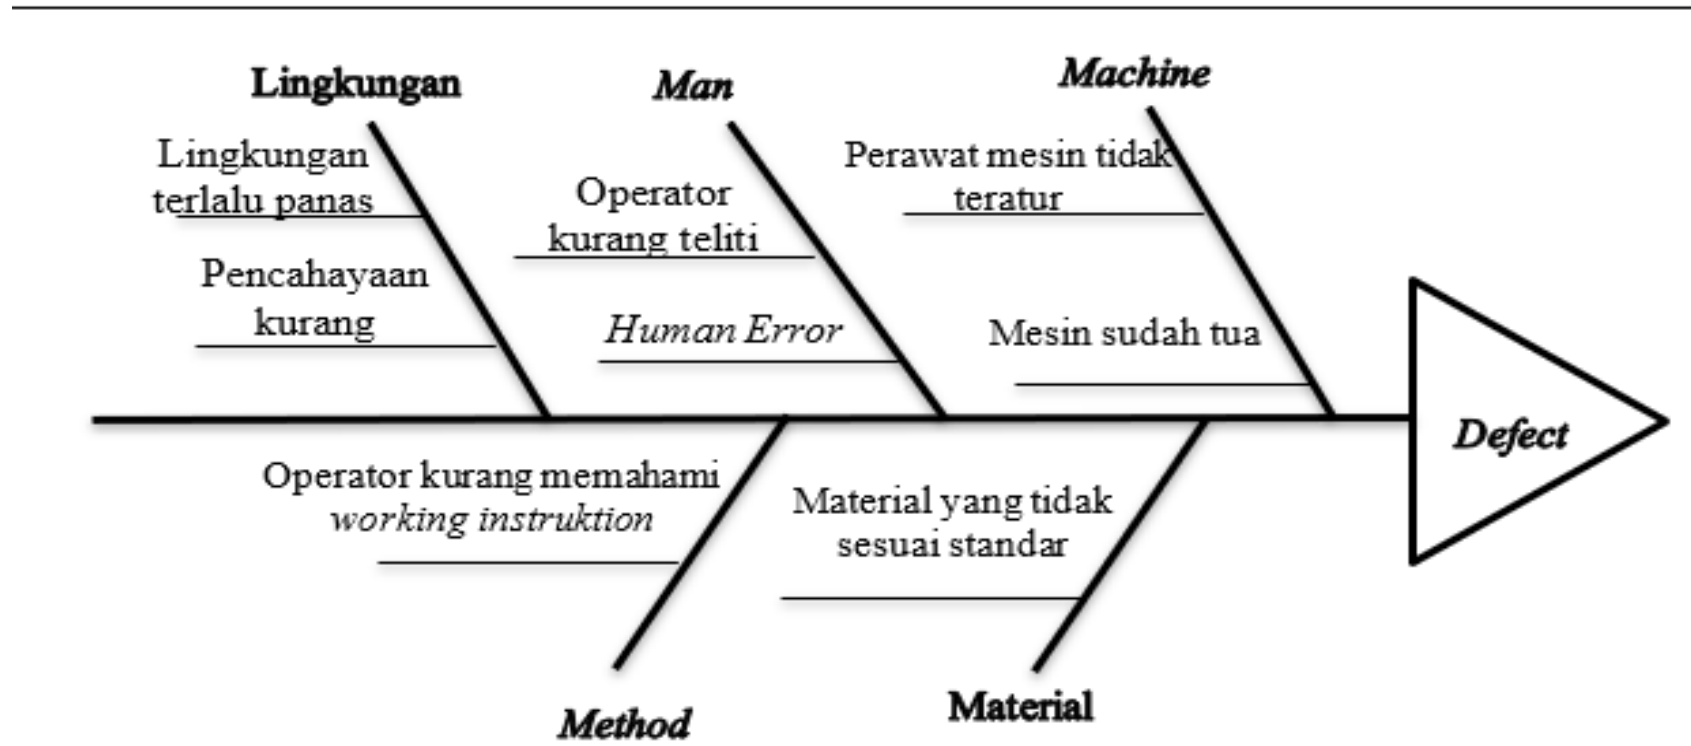 Lingkungan
Lingkungan
terlalu panas
Pencahayaan
kurang
Man
Operator
kurang teliti
Human Error
Machine
Perawat mesin tidak
teratur
Mesin sudah tua
Defect
Operator kurang memahami
working instruktion
Method
Material yang tidak
sesuai standar
Material